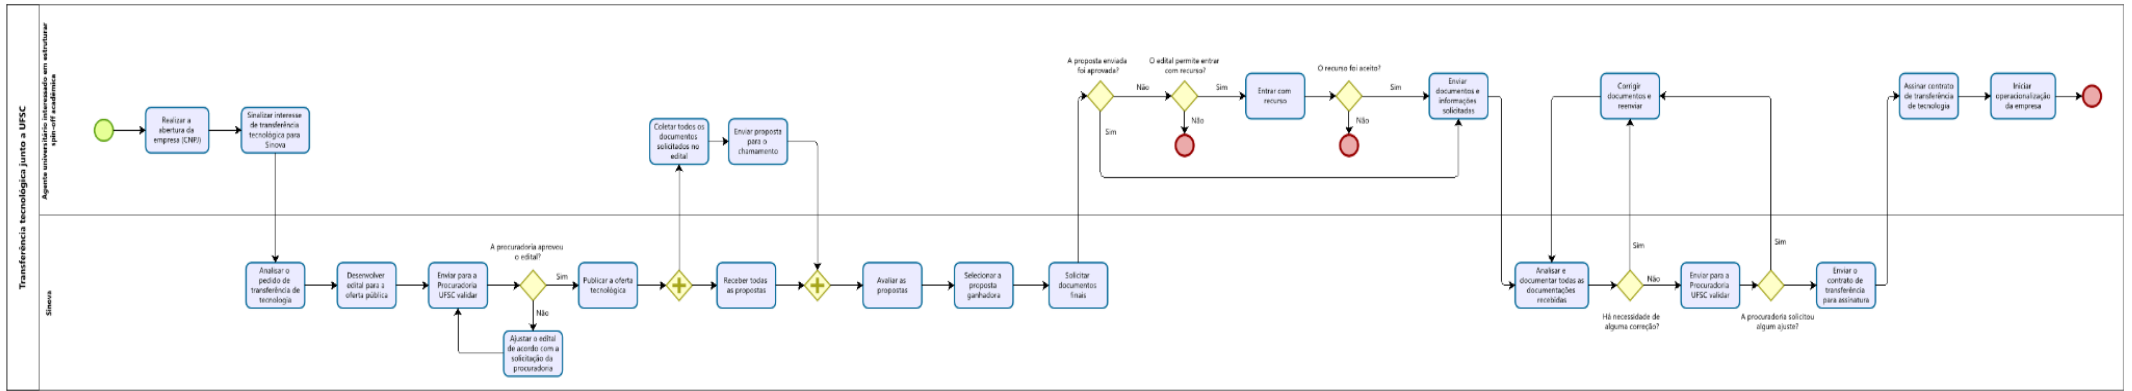 Transferência tecnológica junto a UFSC
Agente universitário interessado em estruturar
spin-off acadêmica
Realizar a
abertura da
empresa (CNPJ)
Sinalizar interesse
de transferência
tecnológica para
Sinova
Coletar todos os
documentos
solicitados no
edital
Enviar proposta
para o
chamamento
A proposta enviada
foi aprovada?
Não
Sim
O edital permite entrar
com recurso?
Sim
Não
Entrar com
recurso
O recurso foi aceito?
Sim
Não
Enviar
documentos e
informações
solicitadas
Corrigir
documentos e
reenviar
Assinar contrato
de transferência
de tecnologia
Iniciar
operacionalização
da empresa
Sinova
Analisar o
pedido de
transferência de
tecnologia
Desenvolver
edital para a
oferta pública
Enviar para a
Procuradoria
UFSC validar
A procuradoria aprovou
o edital?
Sim
Não
Ajustar o edital
de acordo com a
solicitação da
procuradoria
Publicar a oferta
tecnológica
Receber todas
as propostas
Avaliar as
propostas
Selecionar a
proposta
ganhadora
Solicitar
documentos
finais
Analisar e
documentar todas as
documentações
recebidas
Sim
Não
Há necessidade de
alguma correção?
Enviar para a
Procuradoria
UFSC validar
Sim
A procuradoria solicitou
algum ajuste?
Enviar o
contrato de
transferência
para assinatura